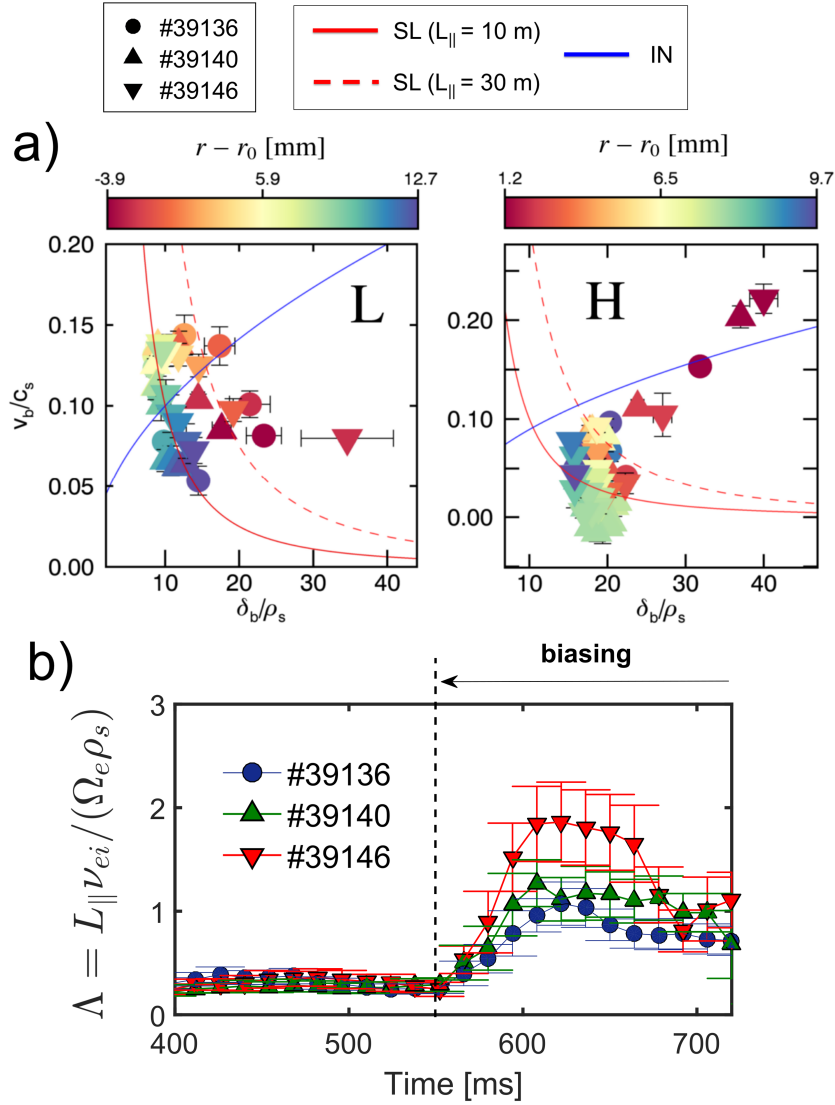 #39136
#39140
#39146
SL (L|| = 10 m)
SL (L|| = 30 m)
IN
a)
r − r0 [mm]
-3.9 5.9 12.7
r − r0 [mm]
1.2 6.5 9.7
L
H
vb/cs
0.20
0.15
0.10
0.05
0.00
10 20 30 40
δb/ρs
0.20
0.10
0.00
10 20 30 40
δb/ρs
b)
biasing
Λ = L||νei/(Ωeρs)
3
2
1
0
#39136
#39140
#39146
400 500 600 700
Time [ms]